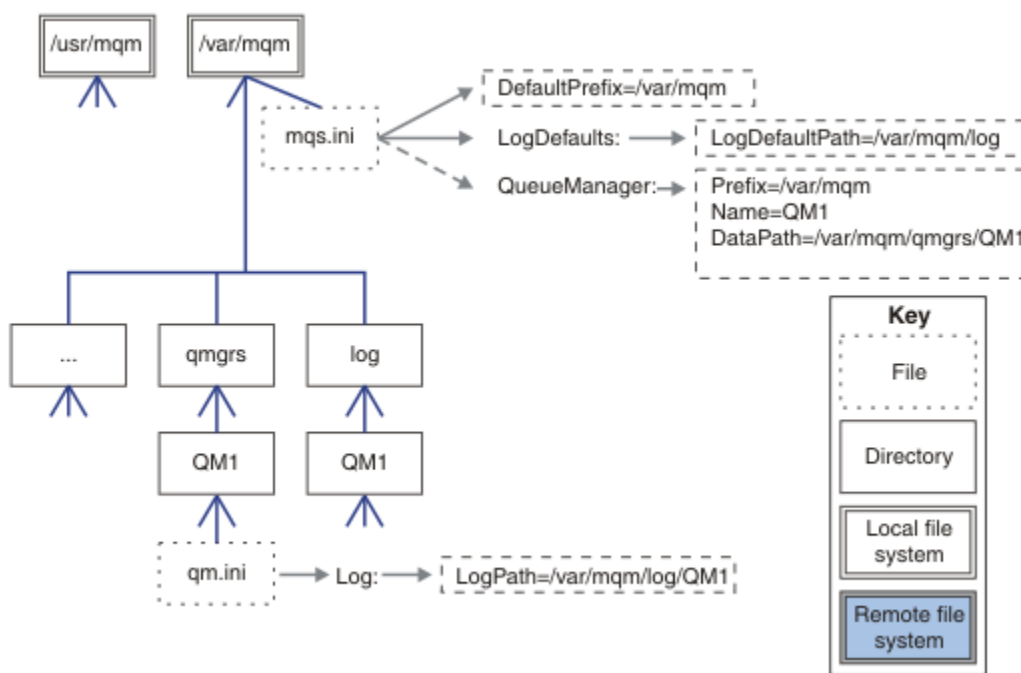 /usr/mqm
/var/mqm
mqs.ini
DefaultPrefix=/var/mqm
LogDefaults:
LogDefaultPath=/var/mqm/log
QueueManager:
Prefix=/var/mqm
Name=QM1
DataPath=/var/mqm/qmgrs/QM1
...
qmgrs
log
QM1
QM1
qm.ini
Log:
LogPath=/var/mqm/log/QM1
Key
File
Directory
Local file
system
Remote file
system